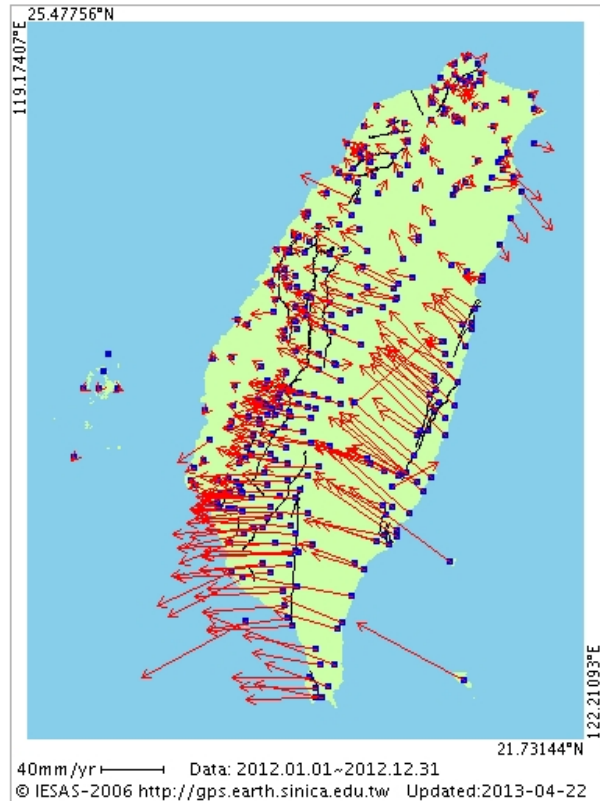 25.47756°N
119.17407°E
122.21093°E
21.73144°N
40mm/yr Data: 2012.01.01~2012.12.31
© IESAS-2006 http://gps.earth.sinica.edu.tw Updated:2013-04-22